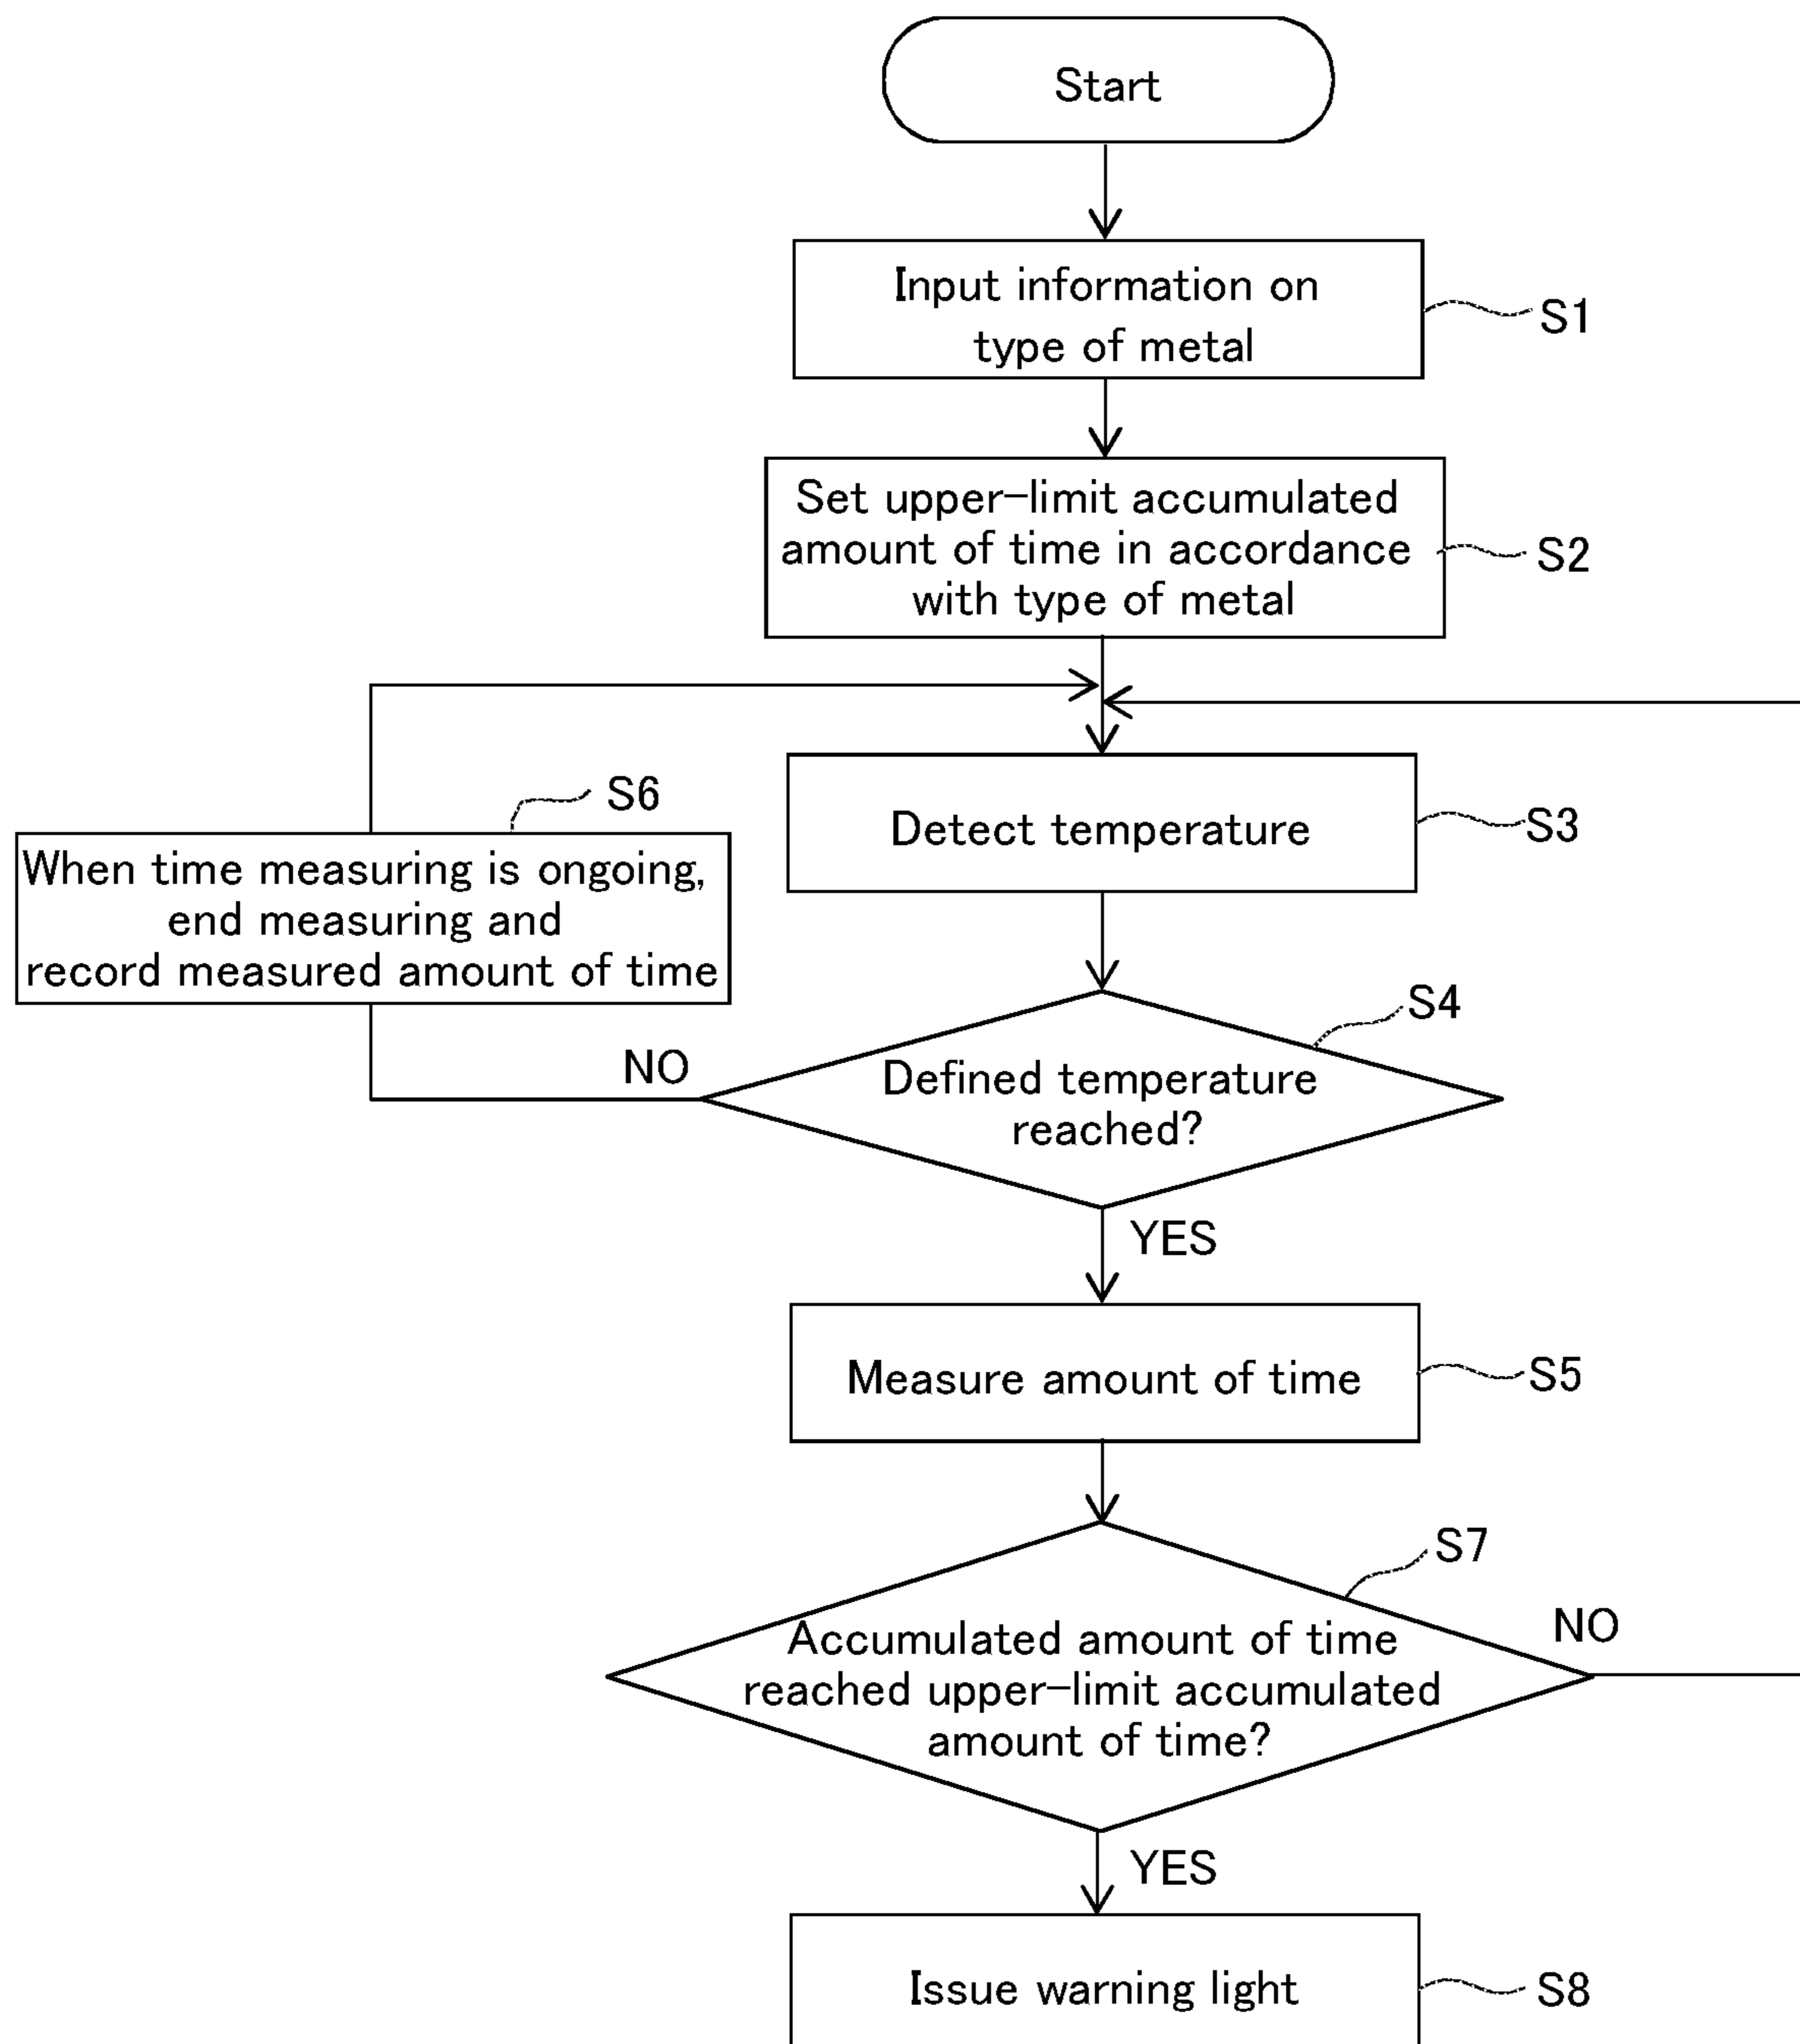 Start
Input information on
type of metal
S1
Set upper-limit accumulated
amount of time in accordance
with type of metal
S2
S6
When time measuring is ongoing,
end measuring and
record measured amount of time
Detect temperature
S3
S4
NO
Defined temperature
reached?
YES
Measure amount of time
S5
S7
NO
Accumulated amount of time
reached upper-limit accumulated
amount of time?
YES
Issue warning light
S8